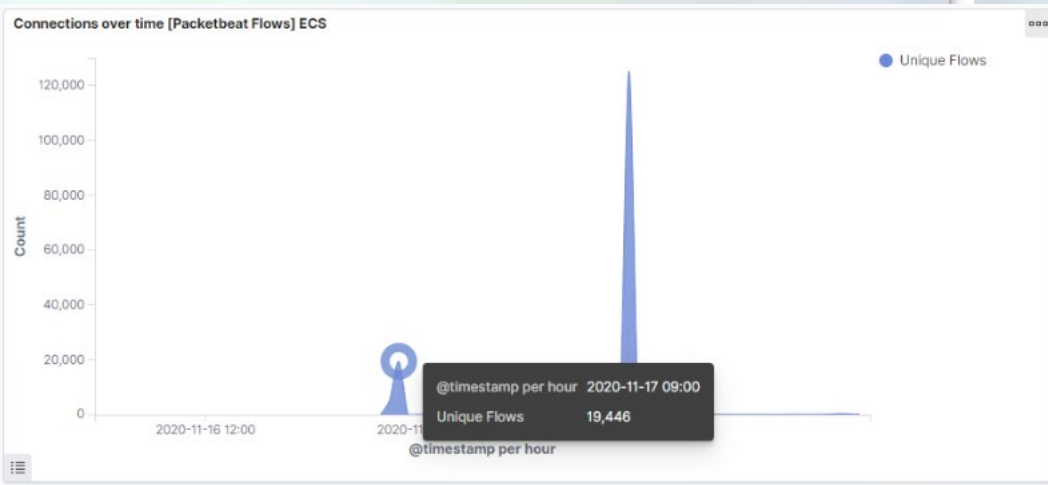 Connections over time [Packetbeat Flows] ECS
Unique Flows
120,000
100,000
80,000
60,000
40,000
20,000
0
Count
@timestamp per hour 2020-11-17 09:00
Unique Flows 19,446
2020-11-16 12:00
2020-11
@timestamp per hour